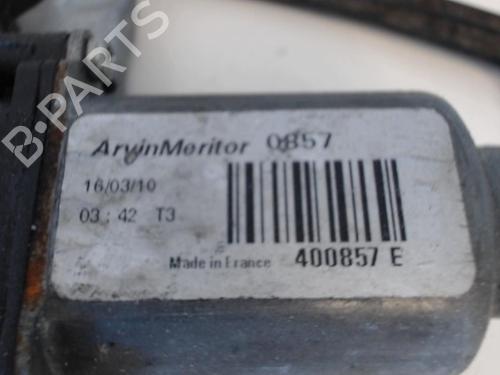 B-PARTS
ArvinMeritor 0857
16/03/10
03:42 T3
Made in France 400857 E